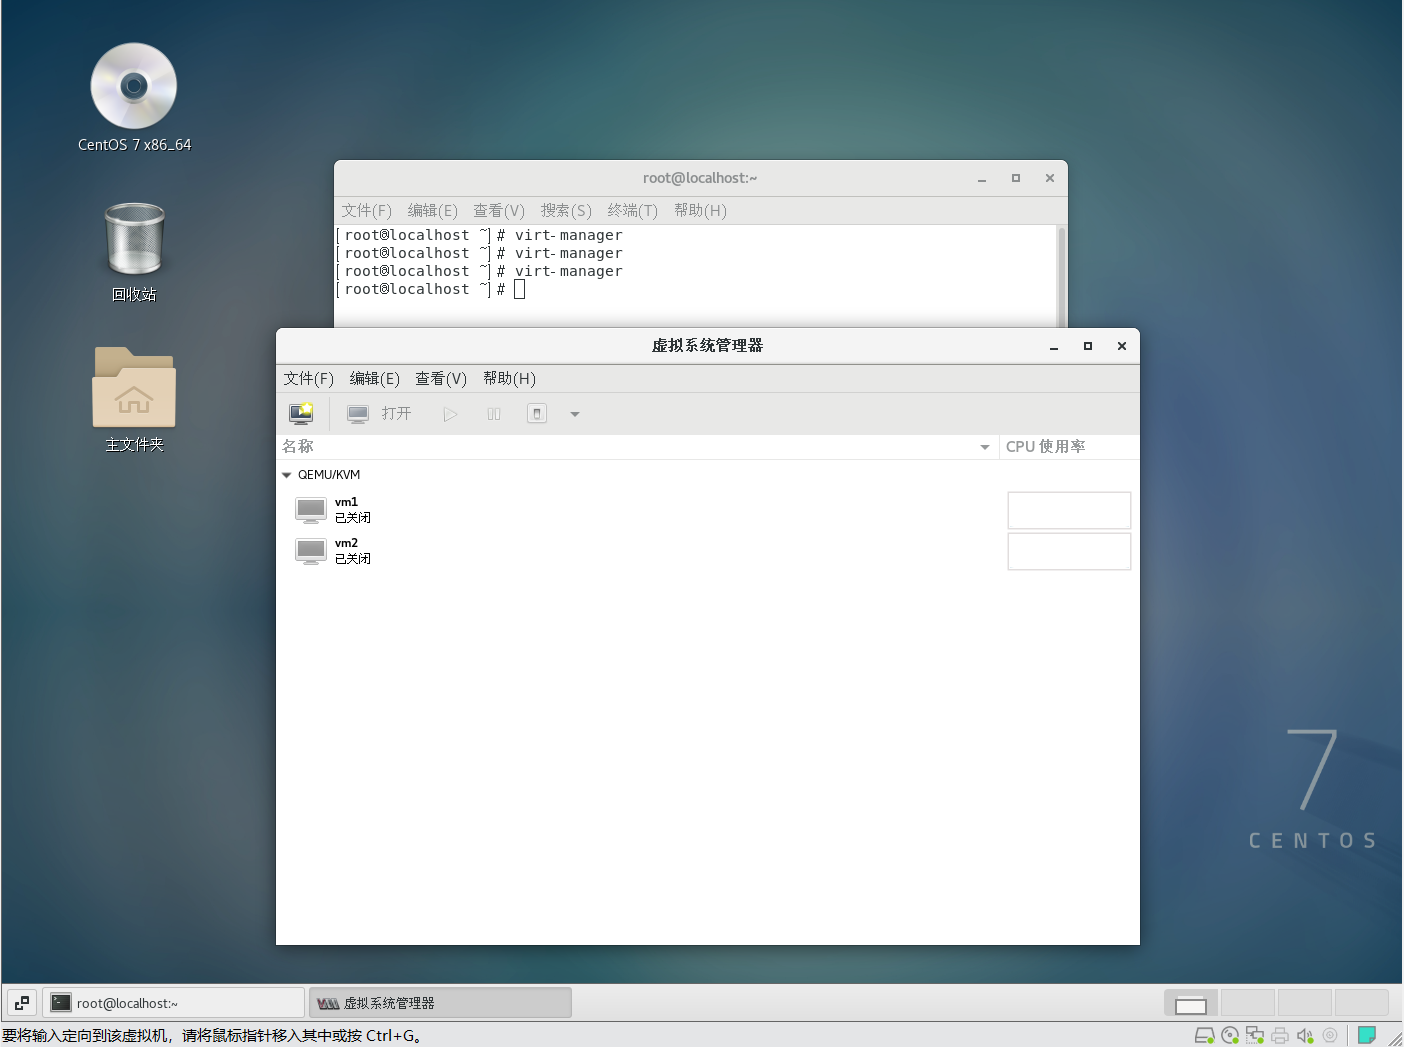 CentOS 7 x86_64
回收站
主文件夹
root@localhost:~
文件(F) 编辑(E) 查看(V) 搜索(S) 终端(T) 帮助(H)
[root@localhost ~]# virt-manager
[root@localhost ~]# virt-manager
[root@localhost ~]# virt-manager
[root@localhost ~]#
虚拟系统管理器
文件(F) 编辑(E) 查看(V) 帮助(H)
打开
名称 CPU 使用率
QEMU/KVM
vm1
已关闭
vm2
已关闭
7
CENTOS
root@localhost:~ 虚拟系统管理器
要将输入定向到该虚拟机，请将鼠标指针移入其中或按 Ctrl+G。